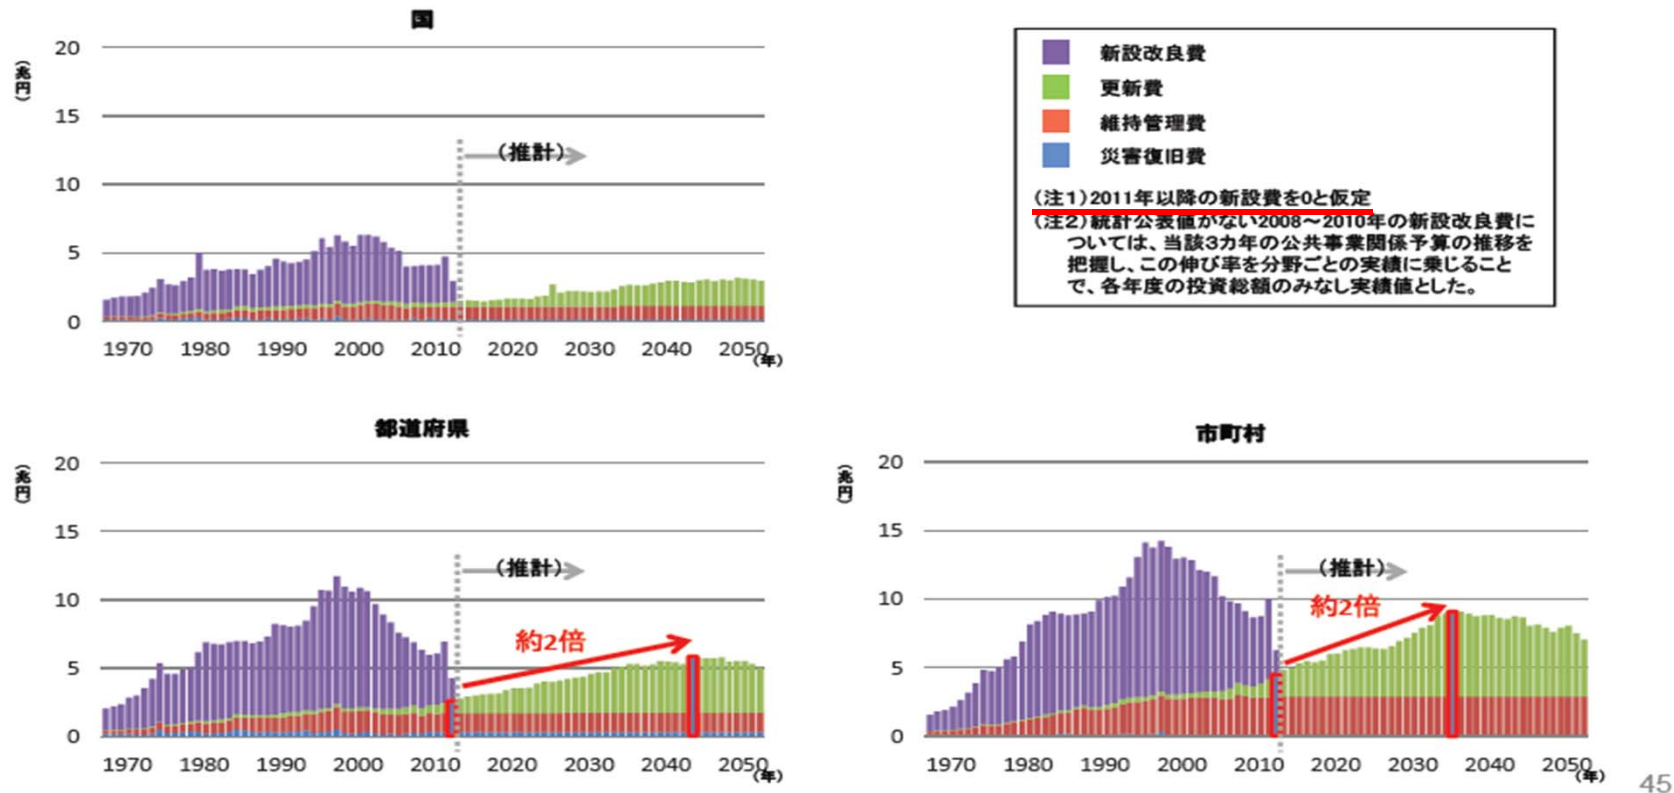 国
(兆円)
20
15
10
5
0
(推計)
1970 1980 1990 2000 2010 2020 2030 2040 2050
(年)
新設改良費
更新費
維持管理費
災害復旧費
(注1)2011年以降の新設費を0と仮定
(注2)統計公表値がない2008～2010年の新設改良費に
ついては、当該3カ年の公共事業関係予算の推移を
把握し、この伸び率を分野ごとの実績に乗じること
で、各年度の投資総額のみなし実績値とした。
都道府県
(兆円)
20
15
10
5
0
(推計)
約2倍
1970 1980 1990 2000 2010 2020 2030 2040 2050
(年)
市町村
(兆円)
20
15
10
5
0
(推計)
約2倍
1970 1980 1990 2000 2010 2020 2030 2040 2050
(年)
45